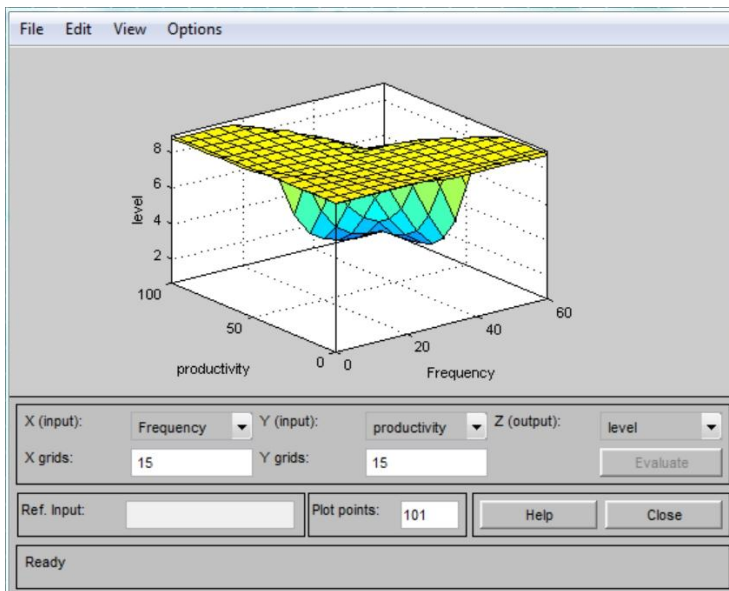 File Edit View Options
8
6
4
2
level
100
50
0
productivity
0
20
40
60
Frequency
X (input): Frequency Y (input): productivity Z (output): level
X grids: 15 Y grids: 15 Evaluate
Ref. Input: Plot points: 101 Help Close
Ready